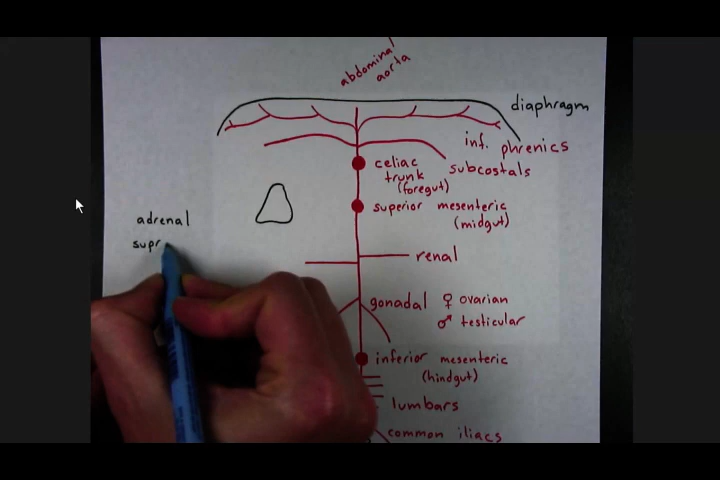 abdominal
aorta
diaphragm
inf. phrenics
subcostals
celiac
trunk
(foregut)
superior mesenteric
(midgut)
adrenal
supr
renal
gonadal ♀ ovarian
♂ testicular
inferior mesenteric
(hindgut)
lumbars
common iliacs